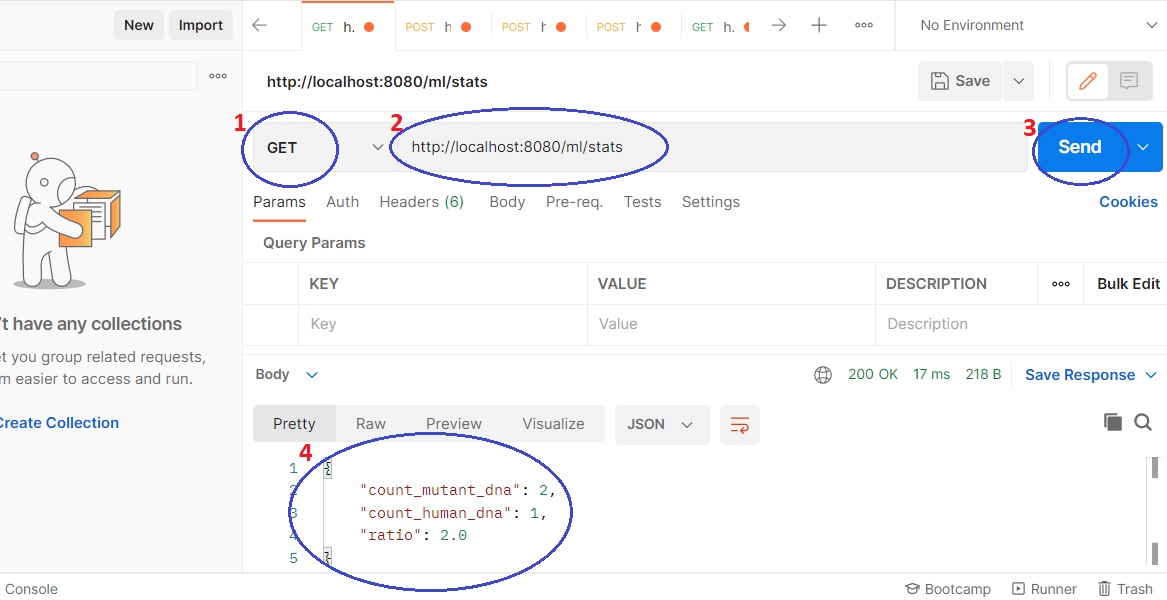 New Import
GET h. POST h POST h POST h GET h. No Environment
http://localhost:8080/ml/stats Save
1 2 3
GET http://localhost:8080/ml/stats Send
Params Auth Headers (6) Body Pre-req. Tests Settings Cookies
Query Params
KEY VALUE DESCRIPTION Bulk Edit
Key Value Description
't have any collections
et you group related requests,
m easier to access and run.
Create Collection
Body 200 OK 17 ms 218 B Save Response
Pretty Raw Preview Visualize JSON
4
1 {
2 "count_mutant_dna": 2,
3 "count_human_dna": 1,
4 "ratio": 2.0
5 }
Console Bootcamp Runner Trash